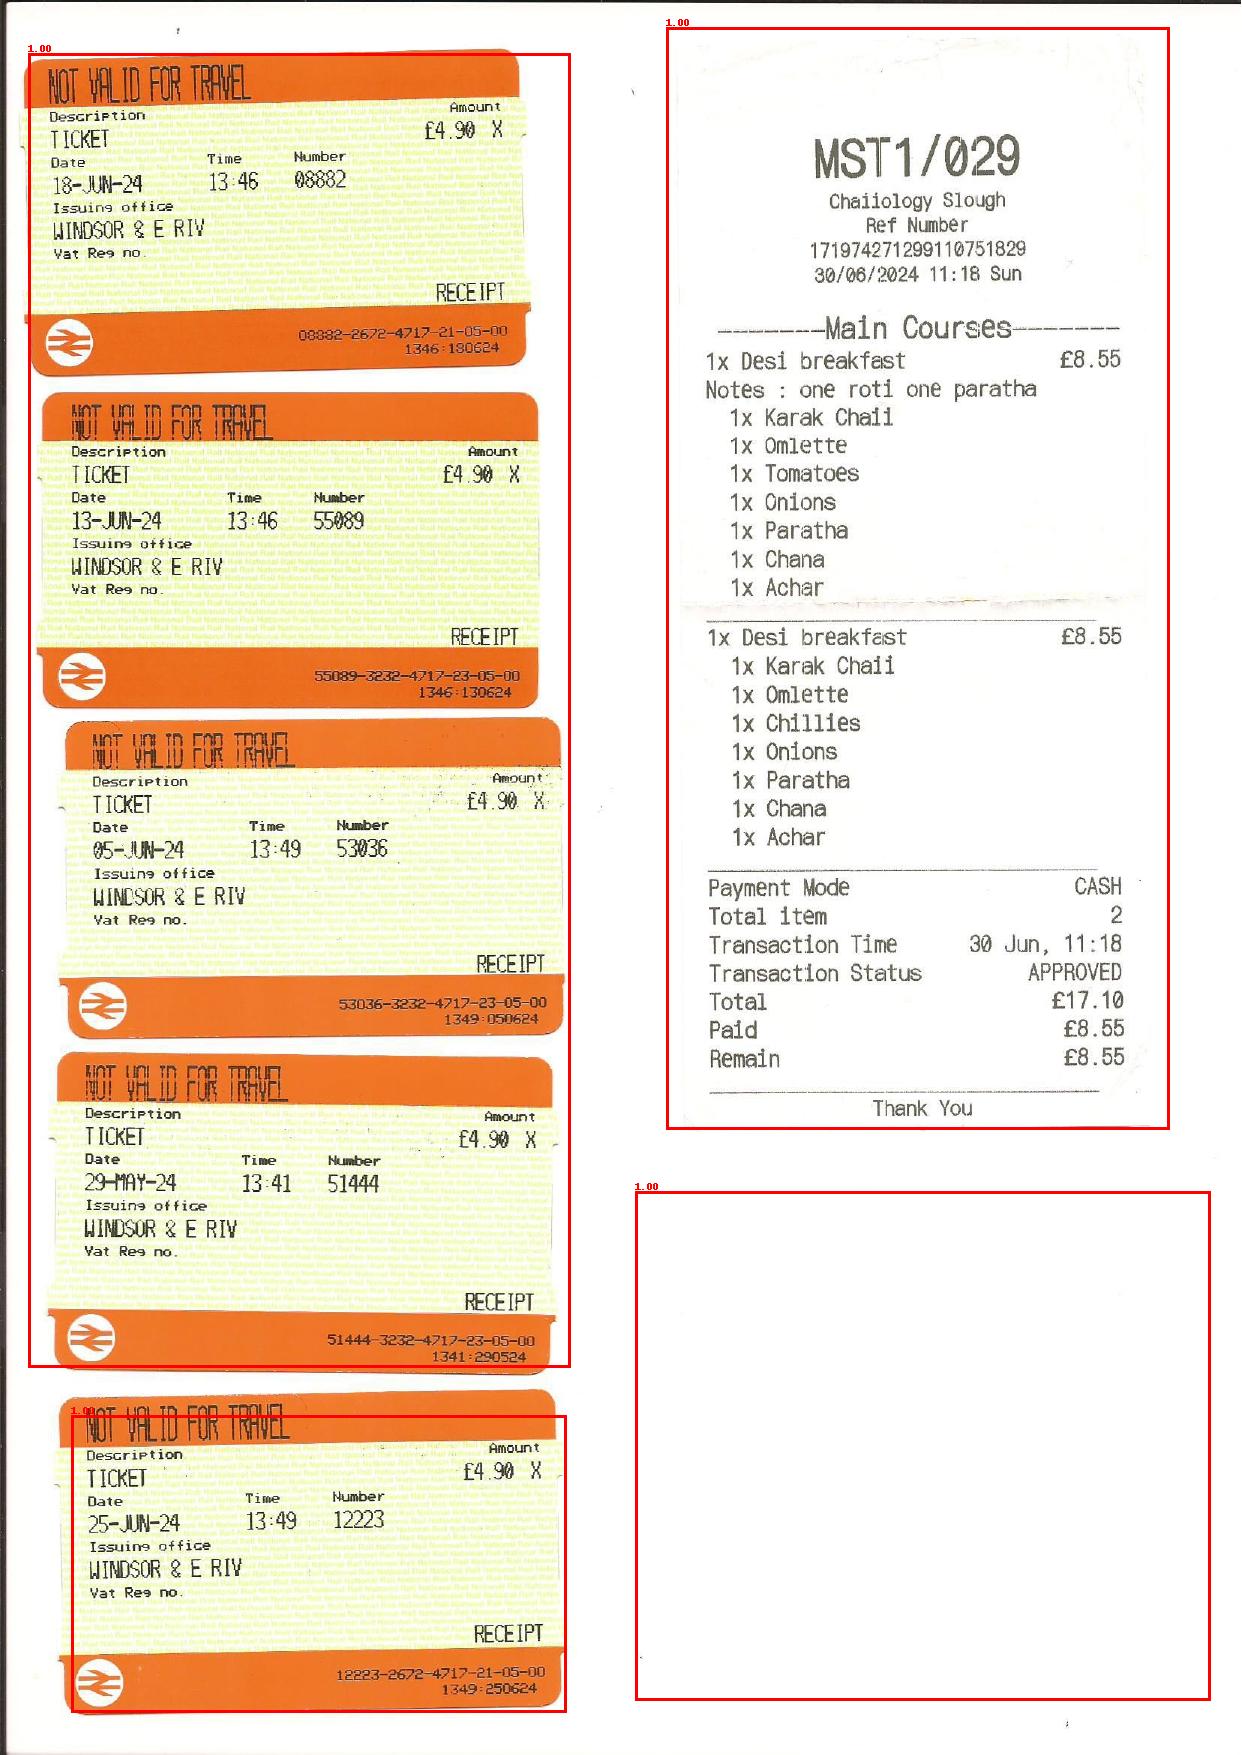 1.00
NOT VALID FOR TRAVEL
Description Amount
TICKET £4.90 X
Date Time Number
18-JUN-24 13:46 08882
Issuing office
WINDSOR & E RIV
Vat Reg no.
RECEIPT
08882-2672-4717-21-05-00
1346:180624
NOT VALID FOR TRAVEL
Description Amount
TICKET £4.90 X
Date Time Number
13-JUN-24 13:46 55089
Issuing office
WINDSOR & E RIV
Vat Reg no.
RECEIPT
55089-3232-4717-23-05-00
1346:130624
NOT VALID FOR TRAVEL
Description Amount
TICKET £4.90 X
Date Time Number
05-JUN-24 13:49 53036
Issuing office
WINDSOR & E RIV
Vat Reg no.
RECEIPT
53036-3232-4717-23-05-00
1349:050624
NOT VALID FOR TRAVEL
Description Amount
TICKET £4.90 X
Date Time Number
29-MAY-24 13:41 51444
Issuing office
WINDSOR & E RIV
Vat Reg no.
RECEIPT
51444-3232-4717-23-05-00
1341:290524
1.00
NOT VALID FOR TRAVEL
Description Amount
TICKET £4.90 X
Date Time Number
25-JUN-24 13:49 12223
Issuing office
WINDSOR & E RIV
Vat Reg no.
RECEIPT
12223-2672-4717-21-05-00
1349:250624
1.00
MST1/029
Chaiiology Slough
Ref Number
171974271299110751829
30/06/2024 11:18 Sun
--------Main Courses--------
1x Desi breakfast £8.55
Notes : one roti one paratha
1x Karak Chaii
1x Omlette
1x Tomatoes
1x Onions
1x Paratha
1x Chana
1x Achar
1x Desi breakfast £8.55
1x Karak Chaii
1x Omlette
1x Chillies
1x Onions
1x Paratha
1x Chana
1x Achar
Payment Mode CASH
Total item 2
Transaction Time 30 Jun, 11:18
Transaction Status APPROVED
Total £17.10
Paid £8.55
Remain £8.55
Thank You
1.00